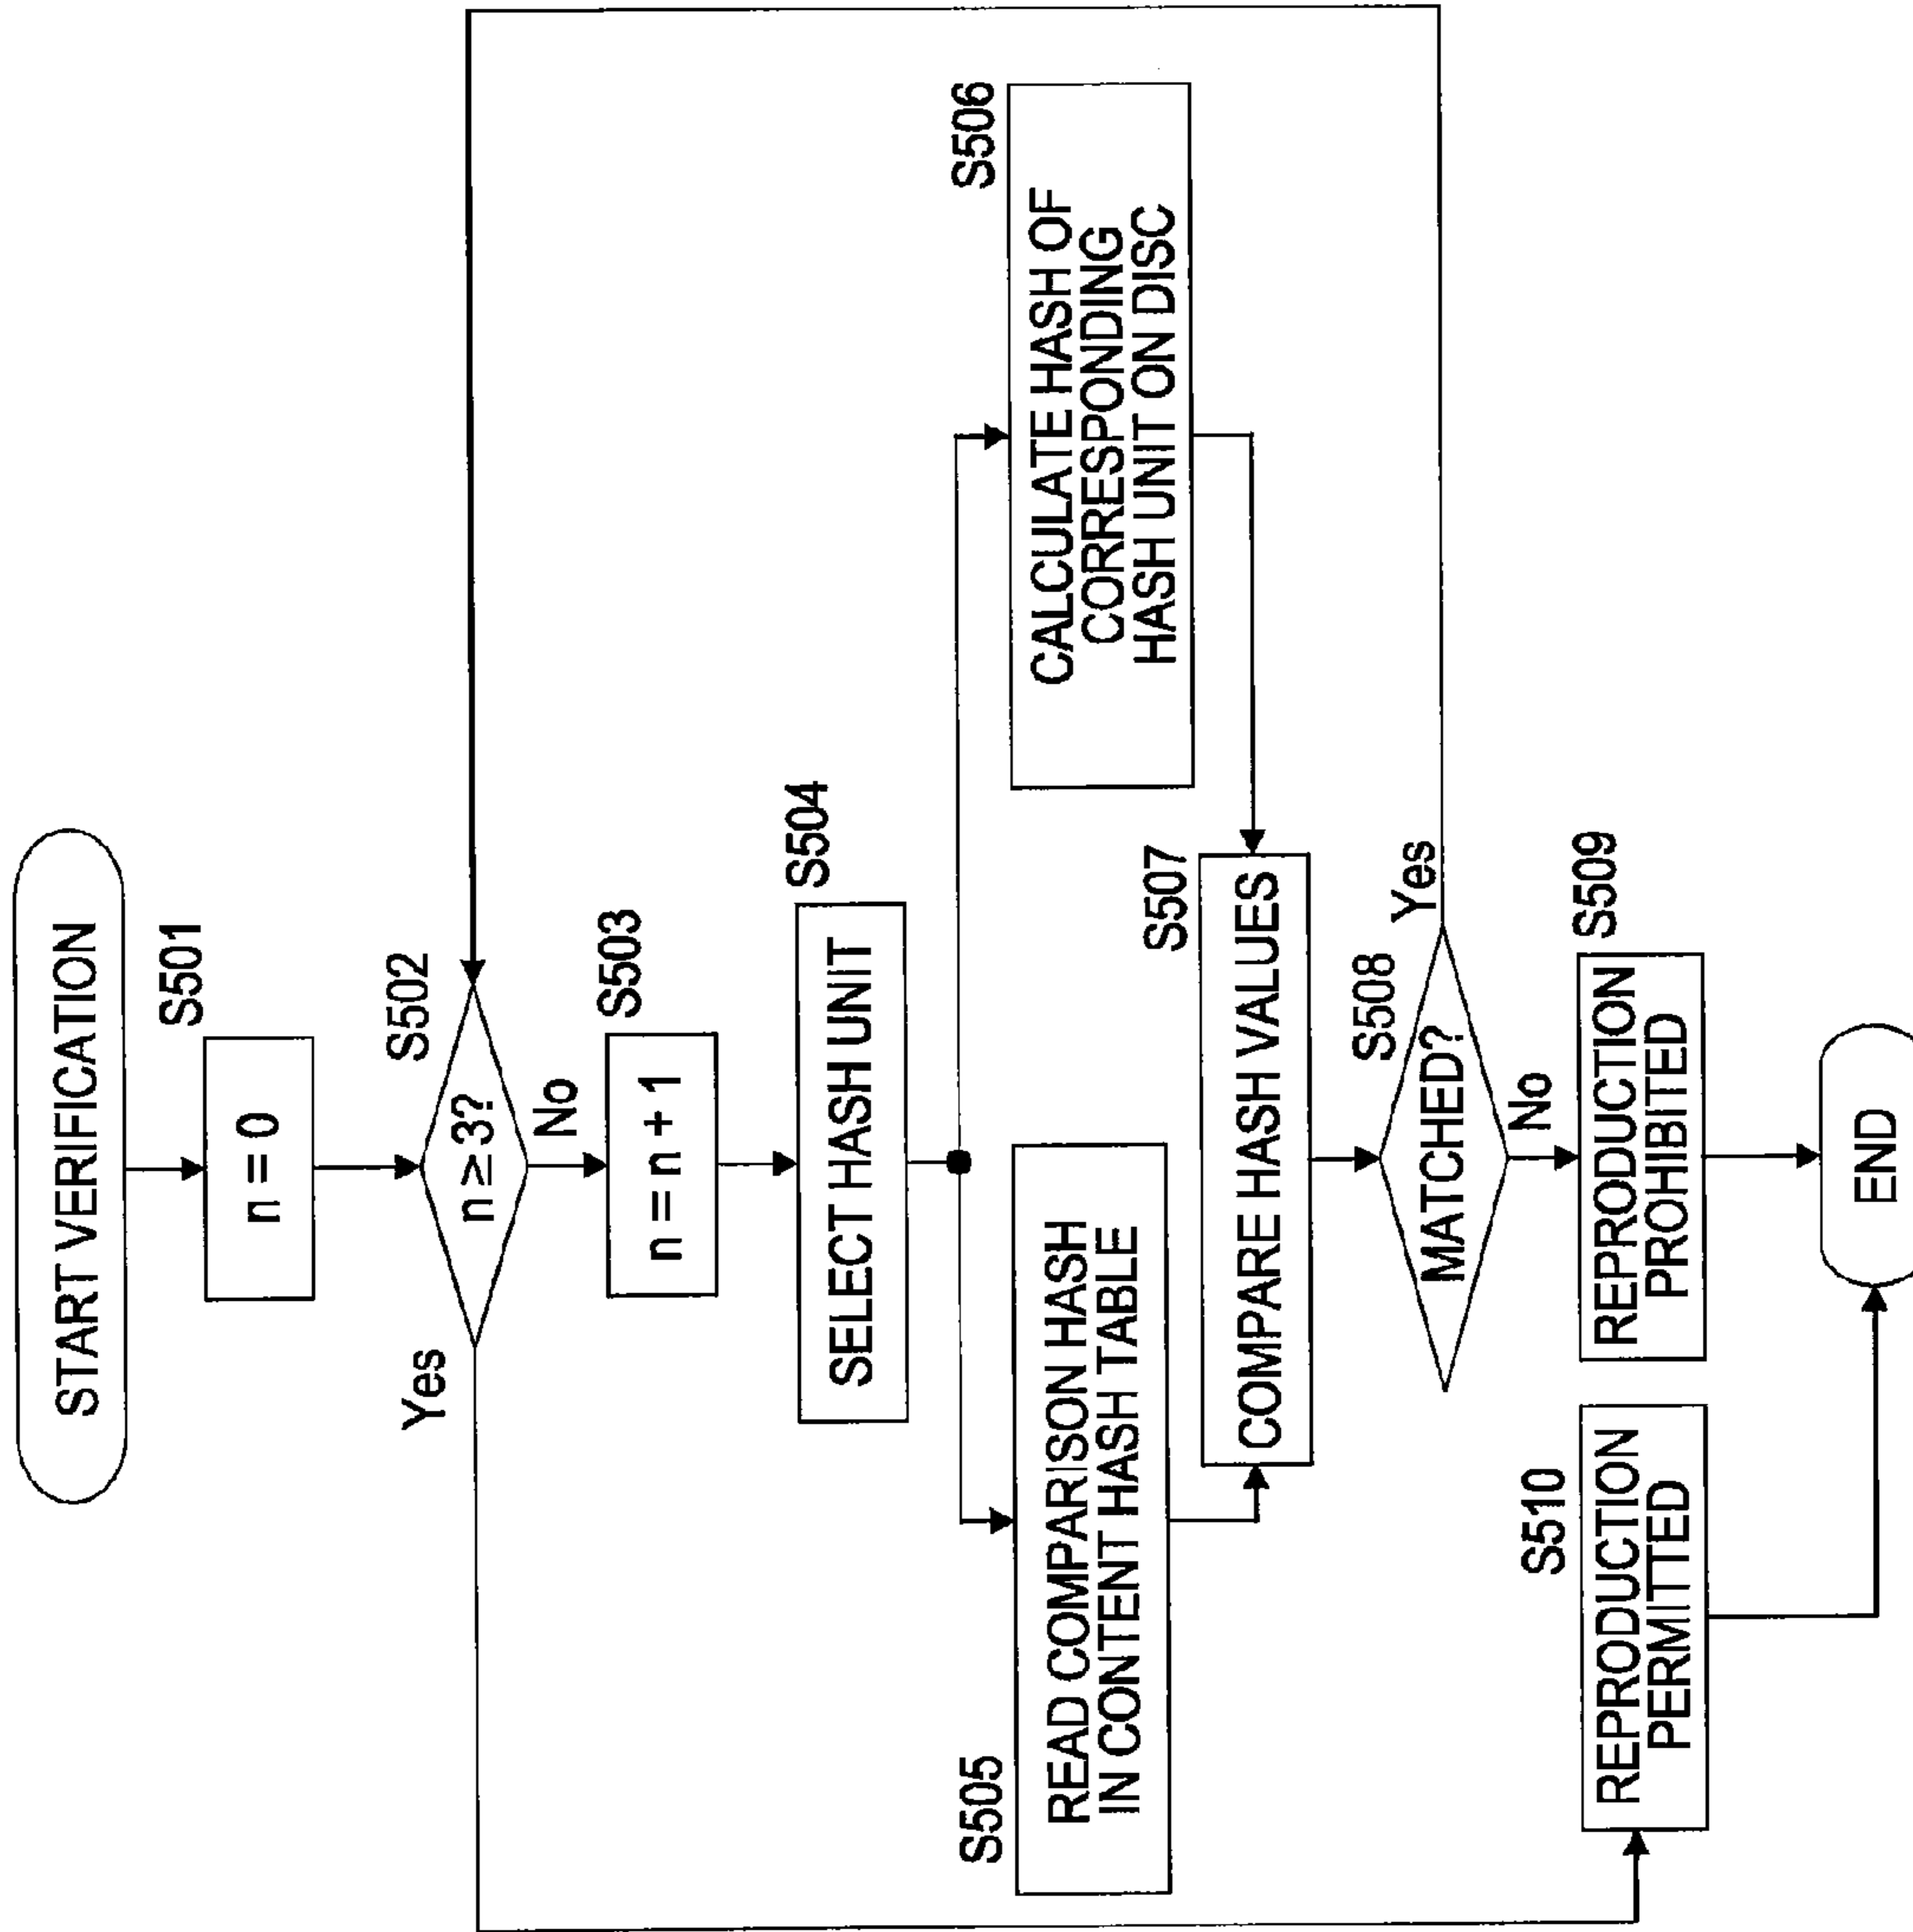 START VERIFICATION
S501
n = 0
S502
n ≥ 3?
Yes
No
S503
n = n + 1
S504
SELECT HASH UNIT
S505
READ COMPARISON HASH
IN CONTENT HASH TABLE
S506
CALCULATE HASH OF
CORRESPONDING
HASH UNIT ON DISC
S507
COMPARE HASH VALUES
S508
MATCHED?
Yes
No
S509
REPRODUCTION
PROHIBITED
S510
REPRODUCTION
PERMITTED
END